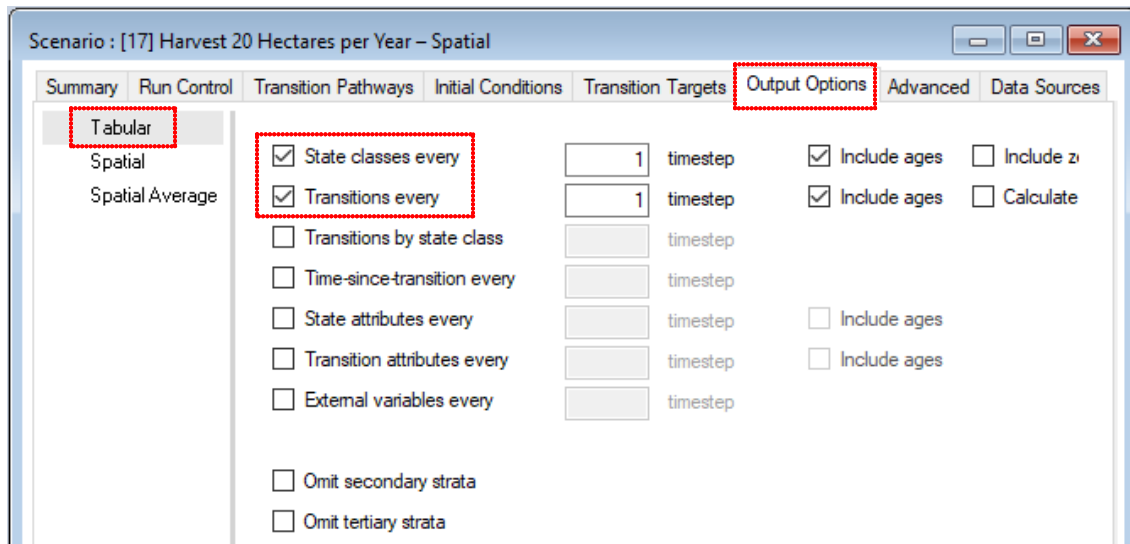 Scenario : [17] Harvest 20 Hectares per Year – Spatial
Summary Run Control Transition Pathways Initial Conditions Transition Targets Output Options Advanced Data Sources
Tabular
Spatial
Spatial Average
State classes every 1 timestep Include ages Include
Transitions every 1 timestep Include ages Calculate
Transitions by state class timestep
Time-since-transition every timestep
State attributes every timestep Include ages
Transition attributes every timestep Include ages
External variables every timestep
Omit secondary strata
Omit tertiary strata